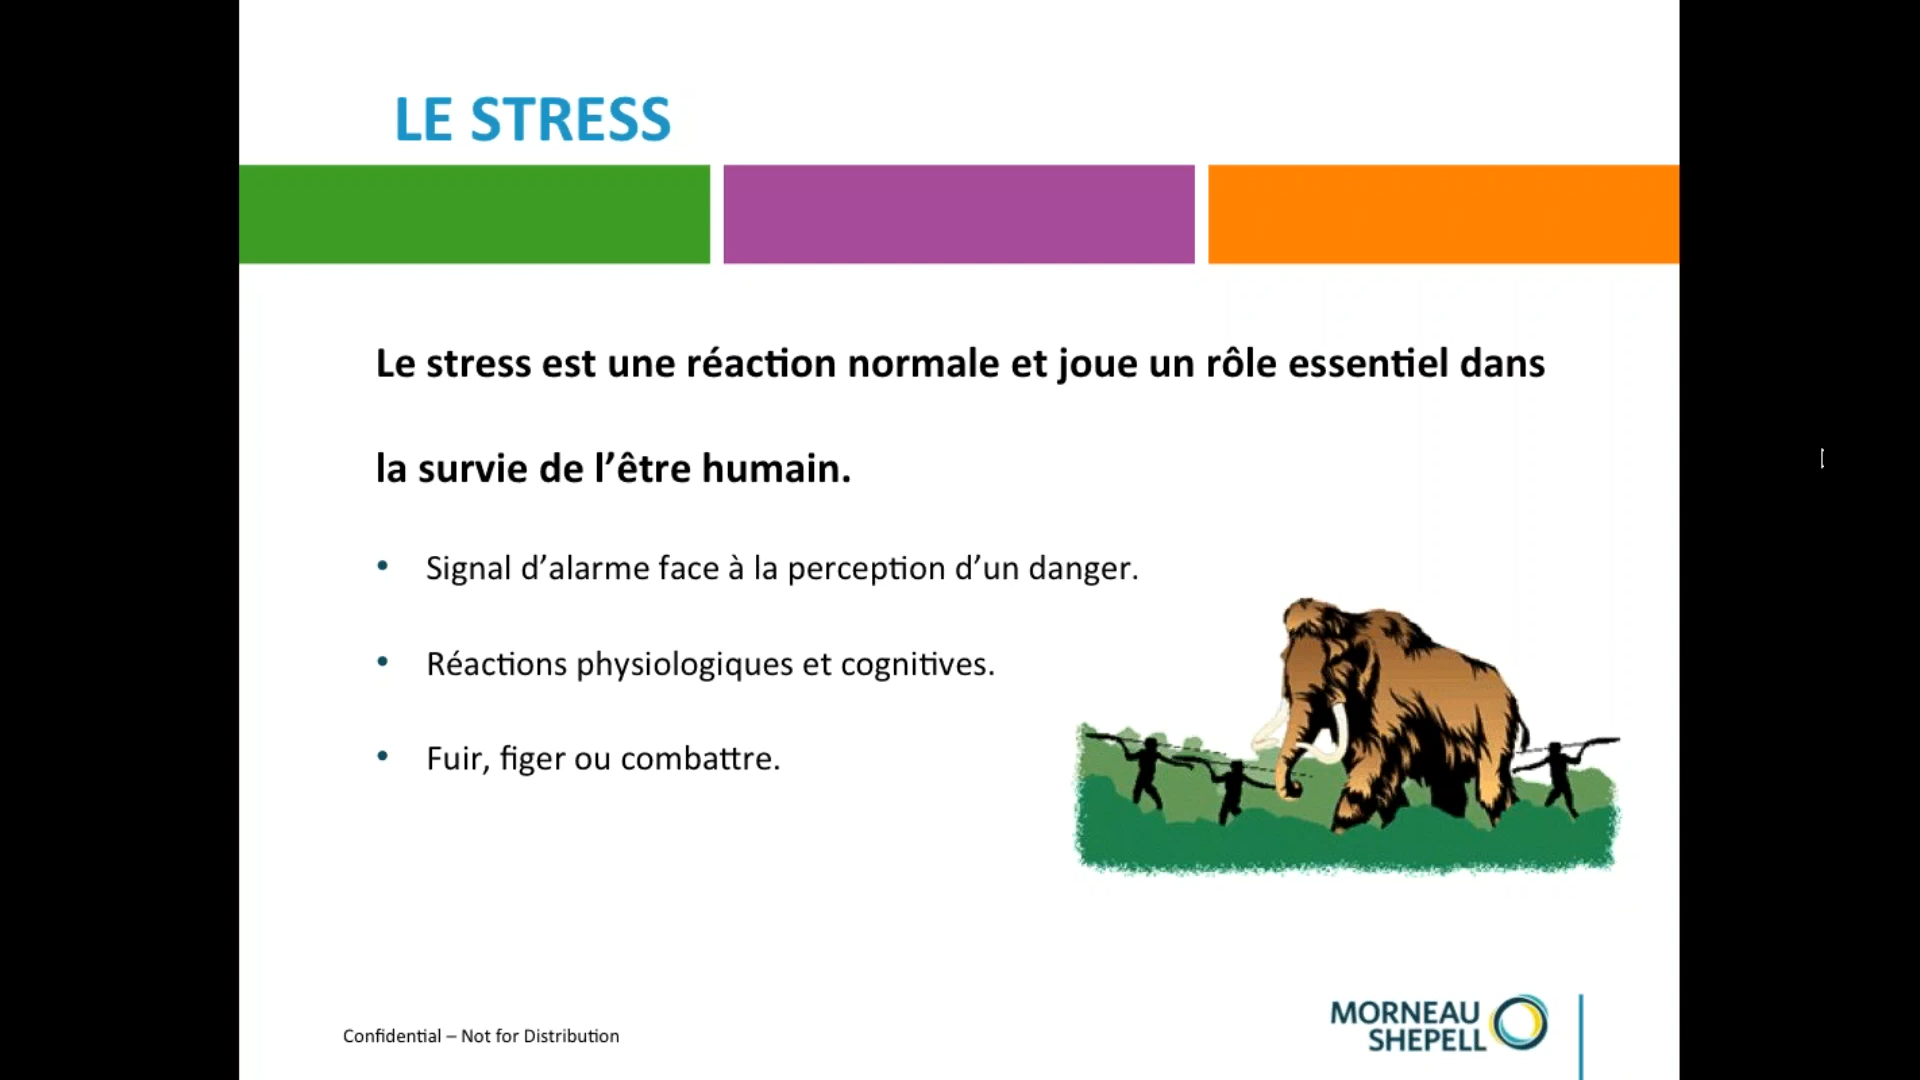 LE STRESS
Le stress est une réaction normale et joue un rôle essentiel dans
la survie de l’être humain.
• Signal d’alarme face à la perception d’un danger.
• Réactions physiologiques et cognitives.
• Fuir, figer ou combattre.
Confidential – Not for Distribution
MORNEAU
SHEPELL